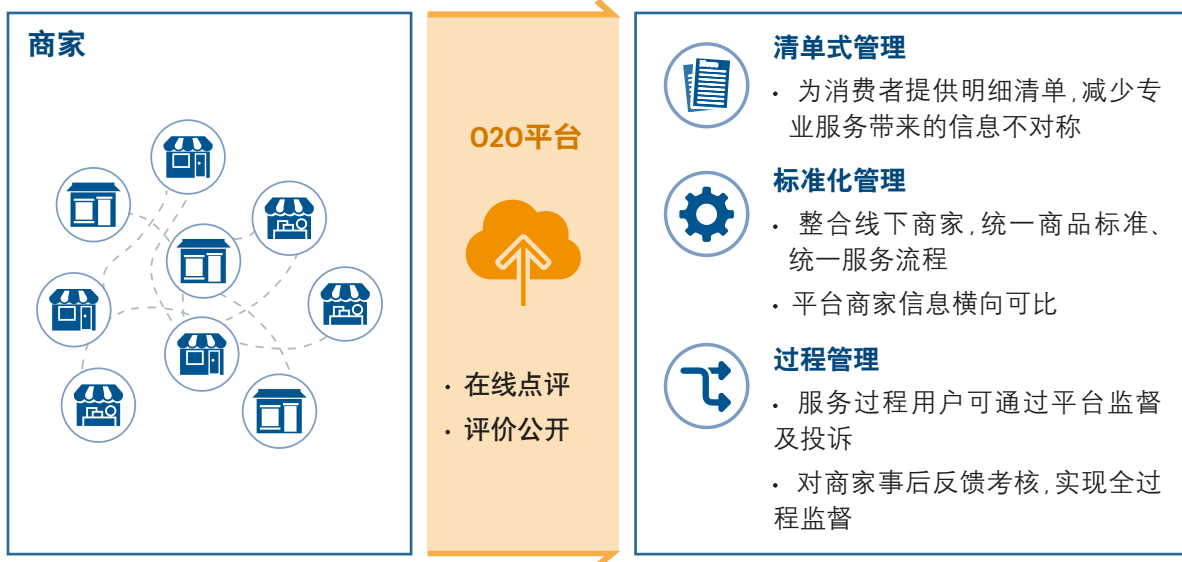 商家
O2O平台
· 在线点评
· 评价公开
清单式管理
· 为消费者提供明细清单,减少专
业服务带来的信息不对称
标准化管理
· 整合线下商家,统一商品标准、
统一服务流程
· 平台商家信息横向可比
过程管理
· 服务过程用户可通过平台监督
及投诉
· 对商家事后反馈考核,实现全过
程监督